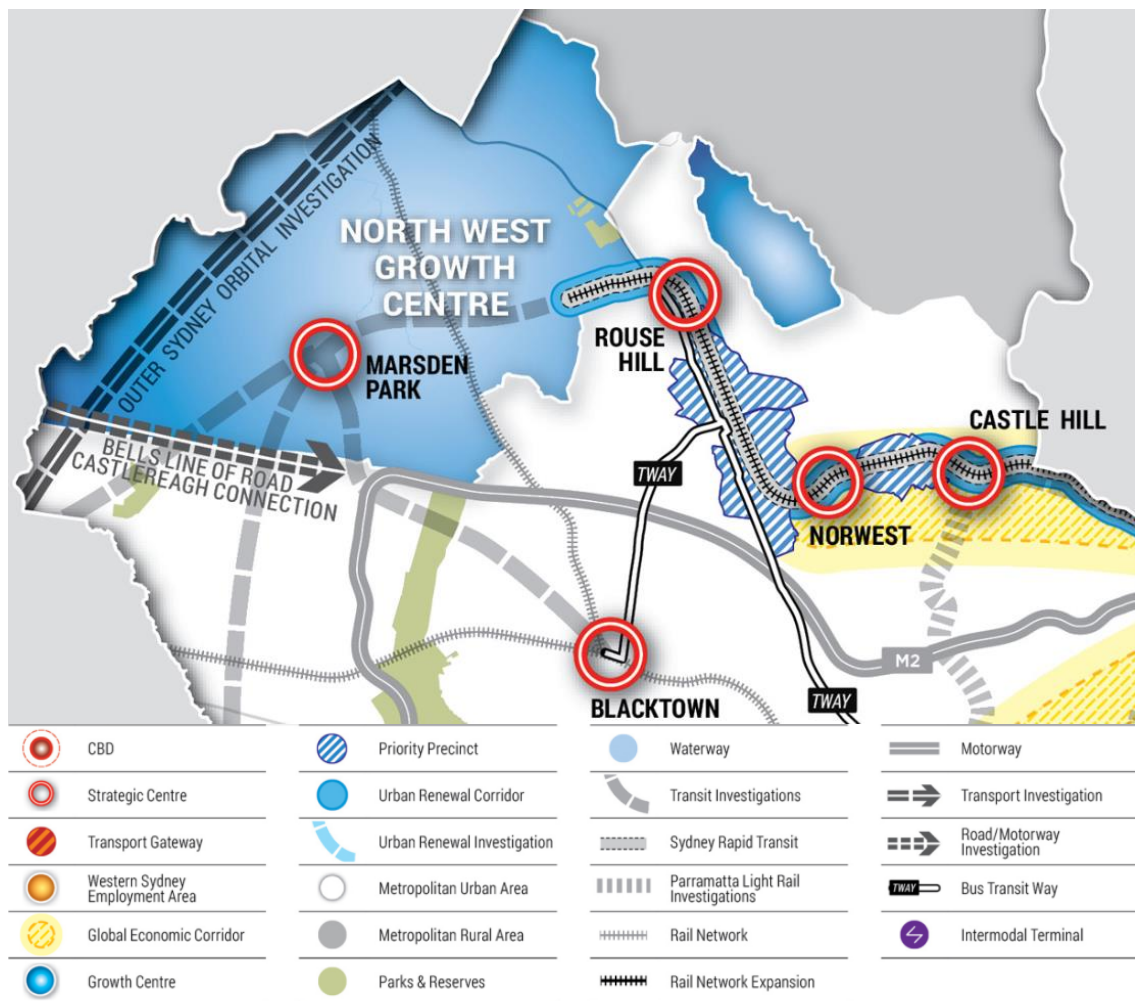 OUTER SYDNEY ORBITAL INVESTIGATION
NORTH WEST
GROWTH
CENTRE
ROUSE
HILL
MARSDEN
PARK
CASTLE HILL
BELLS LINE OF ROAD
CASTLEREAGH CONNECTION
TWAY
NORWEST
M2
TWAY
BLACKTOWN
CBD
Priority Precinct
Waterway
Motorway
Strategic Centre
Urban Renewal Corridor
Transit Investigations
Transport Investigation
Transport Gateway
Urban Renewal Investigation
Sydney Rapid Transit
Road/Motorway
Investigation
Western Sydney
Employment Area
Metropolitan Urban Area
Parramatta Light Rail
Investigations
TWAY
Bus Transit Way
Global Economic Corridor
Metropolitan Rural Area
Rail Network
Intermodal Terminal
Growth Centre
Parks & Reserves
Rail Network Expansion